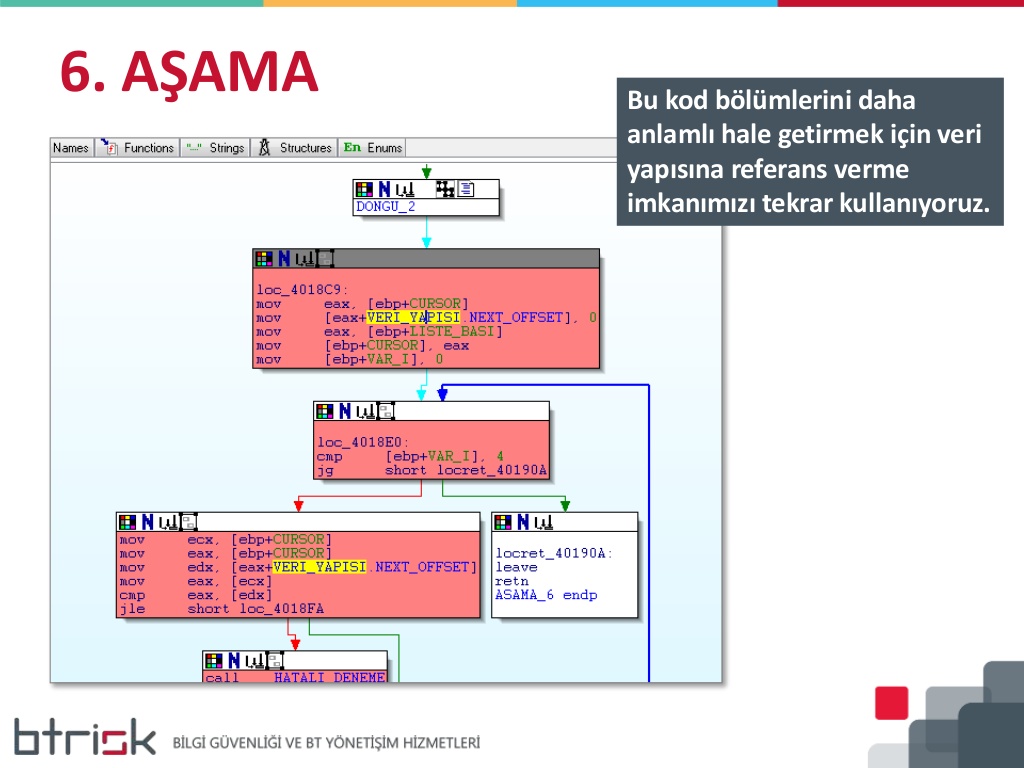 6. AŞAMA
Bu kod bölümlerini daha
anlamlı hale getirmek için veri
yapısına referans verme
imkanımızı tekrar kullanıyoruz.
Names Functions "..." Strings Structures En Enums
N
DONGU_2
N
loc_4018C9:
mov eax, [ebp+CURSOR]
mov [eax+VERI_YAPISI.NEXT_OFFSET], 0
mov eax, [ebp+LISTE_BASI]
mov [ebp+CURSOR], eax
mov [ebp+VAR_I], 0
N
loc_4018E0:
cmp [ebp+VAR_I], 4
jg short locret_40190A
N
mov ecx, [ebp+CURSOR]
mov eax, [ebp+CURSOR]
mov edx, [eax+VERI_YAPISI.NEXT_OFFSET]
mov eax, [ecx]
cmp eax, [edx]
jle short loc_4018FA
N
locret_40190A:
leave
retn
ASAMA_6 endp
N
call HATALI_DENEME
btrisk BİLGİ GÜVENLİĞİ VE BT YÖNETİŞİM HİZMETLERİ